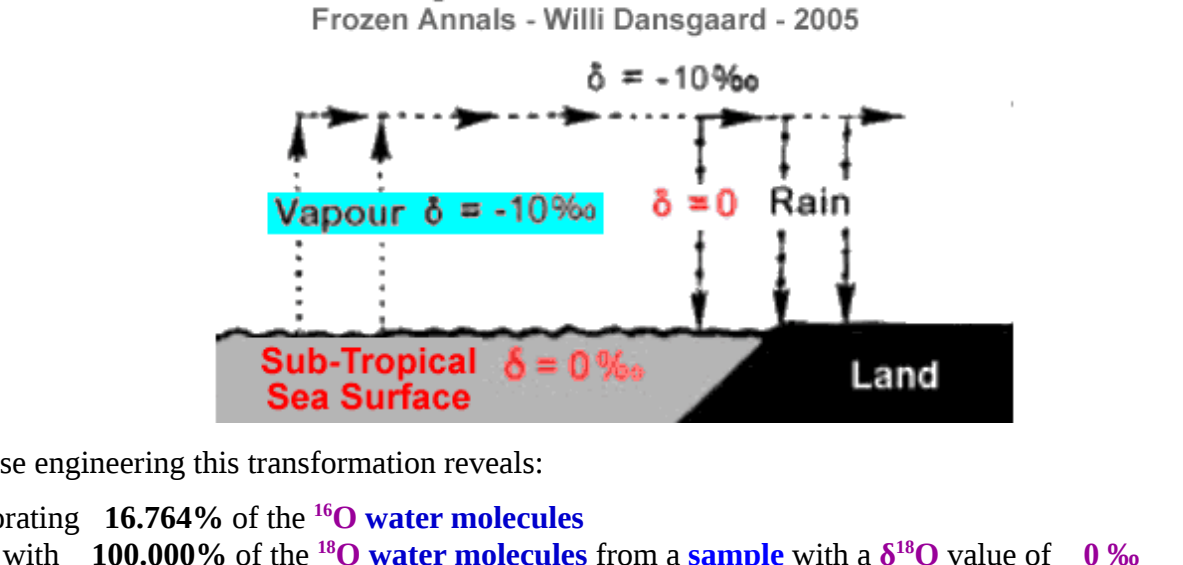 Frozen Annals - Willi Dansgaard - 2005
δ = -10‰
Vapour δ = -10‰
δ = 0
Rain
Sub-Tropical δ = 0‰
Sea Surface
Land
se engineering this transformation reveals:
orating 16.764% of the ¹⁶O water molecules
with 100.000% of the ¹⁸O water molecules from a sample with a δ¹⁸O value of 0 ‰